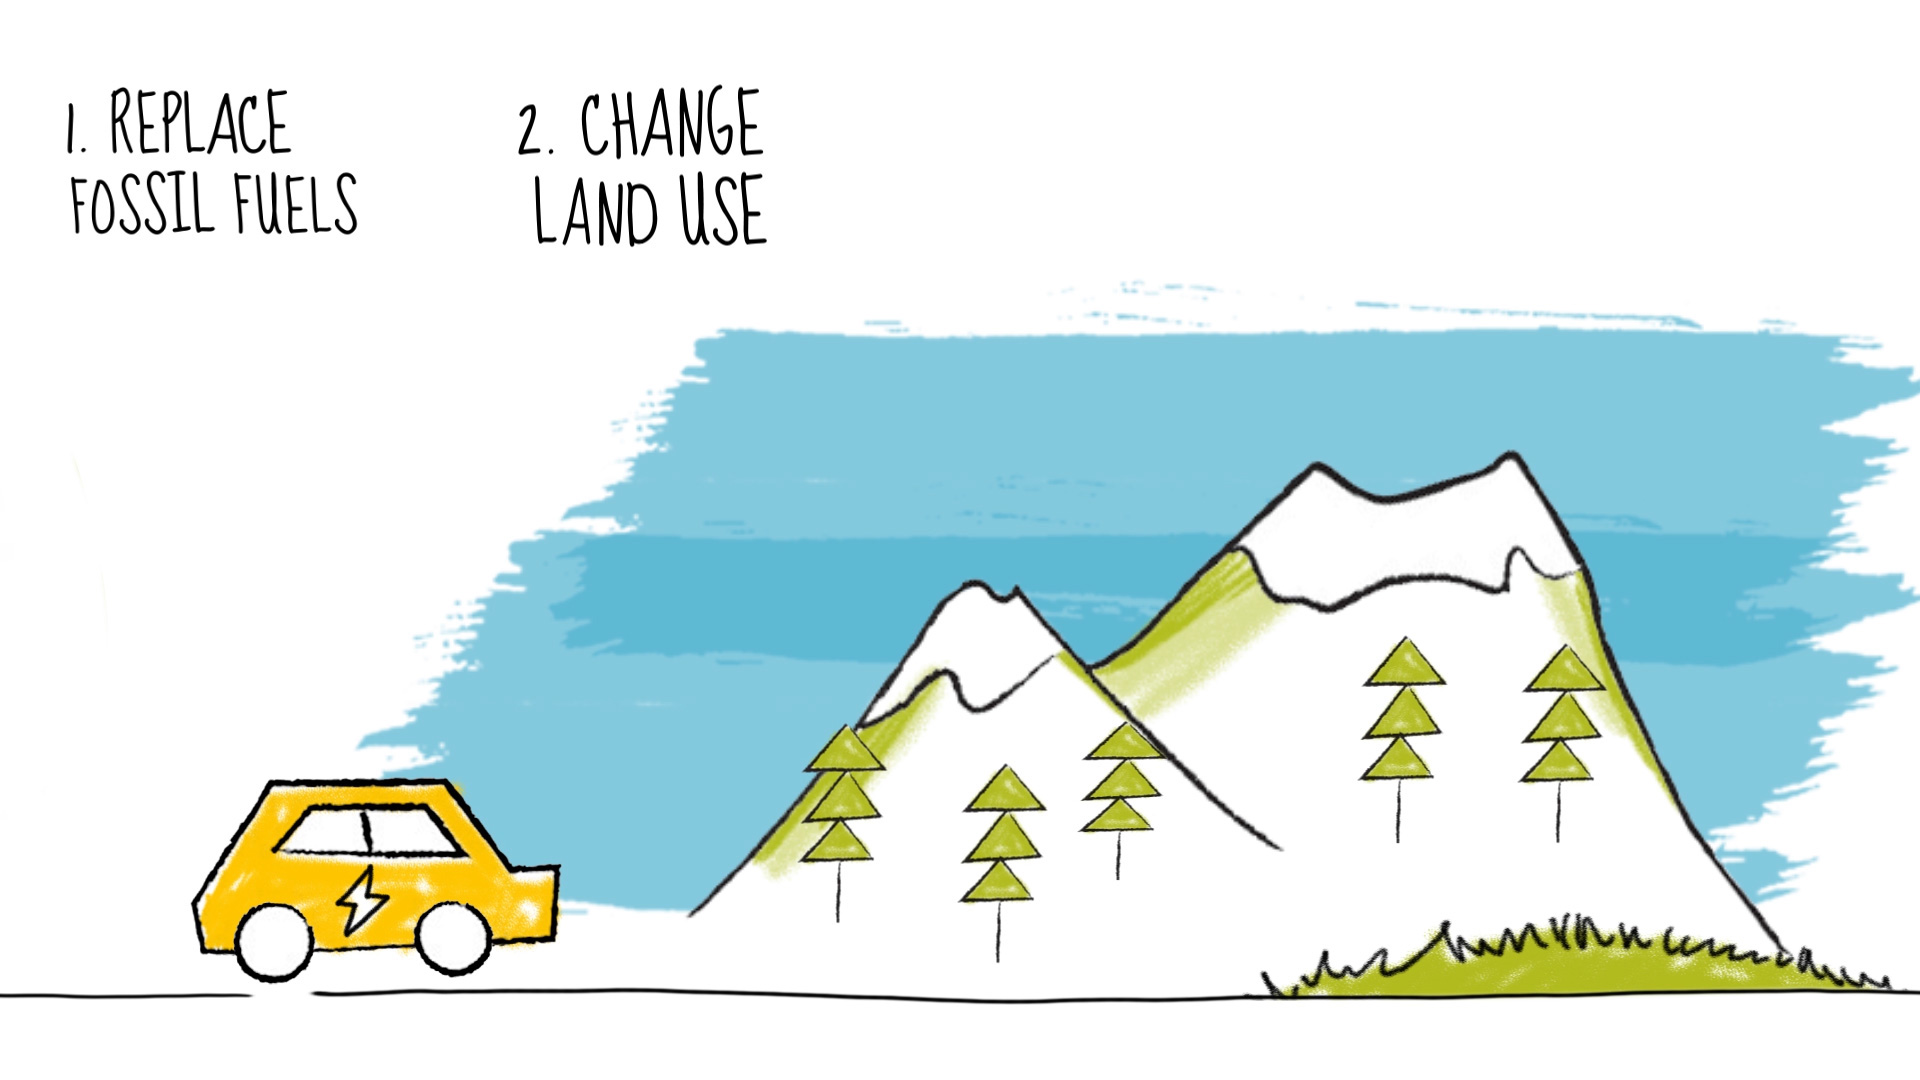 1. REPLACE
FOSSIL FUELS
2. CHANGE
LAND USE